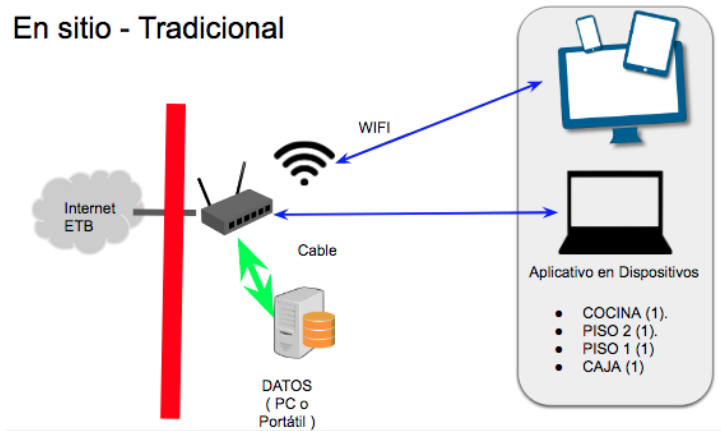 En sitio - Tradicional
WIFI
Internet
ETB
Cable
DATOS
( PC o
Portátil )
Aplicativo en Dispositivos
● COCINA (1).
● PISO 2 (1).
● PISO 1 (1)
● CAJA (1)